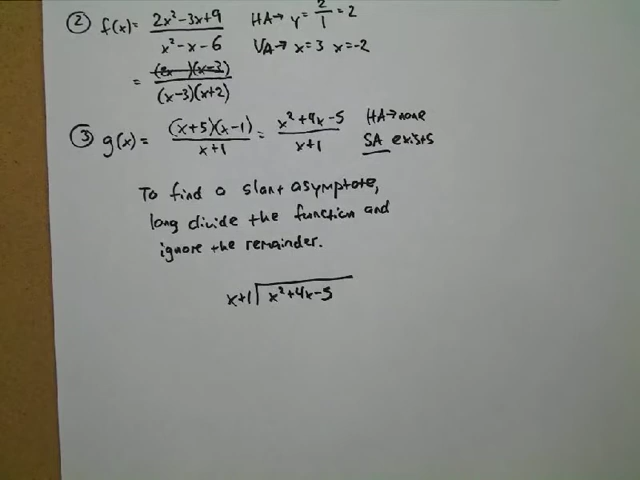 ② f(x) = (2x² - 3x + 9)/(x² - x - 6) HA → y = 2/1 = 2
VA → x = 3 x = -2
= (x-3)/((x-3)(x+2))
③ g(x) = ((x+5)(x-1))/(x+1) = (x² + 4x - 5)/(x+1) HA → none
SA exists
To find a slant asymptote,
long divide the function and
ignore the remainder.
x+1 | x² + 4x - 5